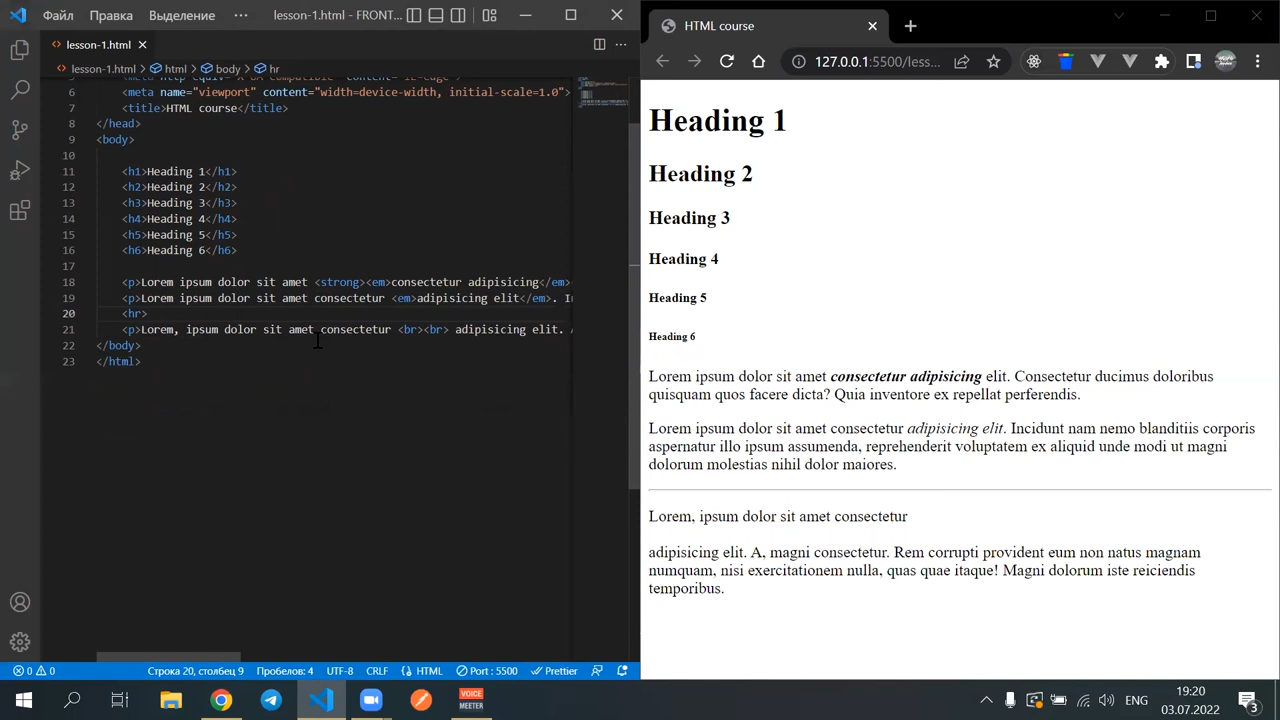 Файл Правка Выделение ··· lesson-1.html - FRONT...
lesson-1.html
lesson-1.html > html > body > hr
6 <meta name="viewport" content="width=device-width, initial-scale=1.0">
7 <title>HTML course</title>
8 </head>
9 <body>
10
11 <h1>Heading 1</h1>
12 <h2>Heading 2</h2>
13 <h3>Heading 3</h3>
14 <h4>Heading 4</h4>
15 <h5>Heading 5</h5>
16 <h6>Heading 6</h6>
17
18 <p>Lorem ipsum dolor sit amet <strong><em>consectetur adipisicing</em>
19 <p>Lorem ipsum dolor sit amet consectetur <em>adipisicing elit</em>. I
20 <hr>
21 <p>Lorem, ipsum dolor sit amet consectetur <br><br> adipisicing elit.
22 </body>
23 </html>
0 0 Строка 20, столбец 9 Пробелов: 4 UTF-8 CRLF HTML Port : 5500 Prettier
HTML course
127.0.0.1:5500/less...
Heading 1
Heading 2
Heading 3
Heading 4
Heading 5
Heading 6
Lorem ipsum dolor sit amet consectetur adipisicing elit. Consectetur ducimus doloribus
quisquam quos facere dicta? Quia inventore ex repellat perferendis.
Lorem ipsum dolor sit amet consectetur adipisicing elit. Incidunt nam nemo blanditiis corporis
aspernatur illo ipsum assumenda, reprehenderit voluptatem ex aliquid unde modi ut magni
dolorum molestias nihil dolor maiores.
Lorem, ipsum dolor sit amet consectetur
adipisicing elit. A, magni consectetur. Rem corrupti provident eum non natus magnam
numquam, nisi exercitationem nulla, quas quae itaque! Magni dolorum iste reiciendis
temporibus.
VOICE
MEETER
ENG
19:20
03.07.2022
3